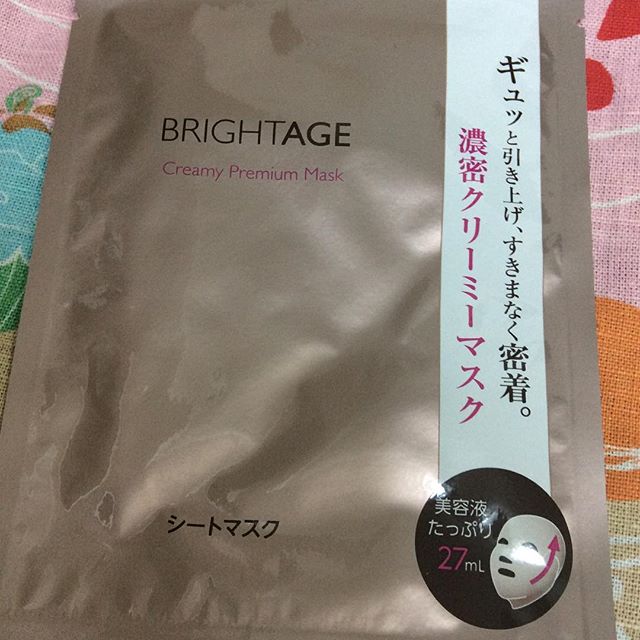 BRIGHTAGE
Creamy Premium Mask
ギュッと引き上げ、すきまなく密着。
濃密クリーミーマスク
シートマスク
美容液
たっぷり
27mL